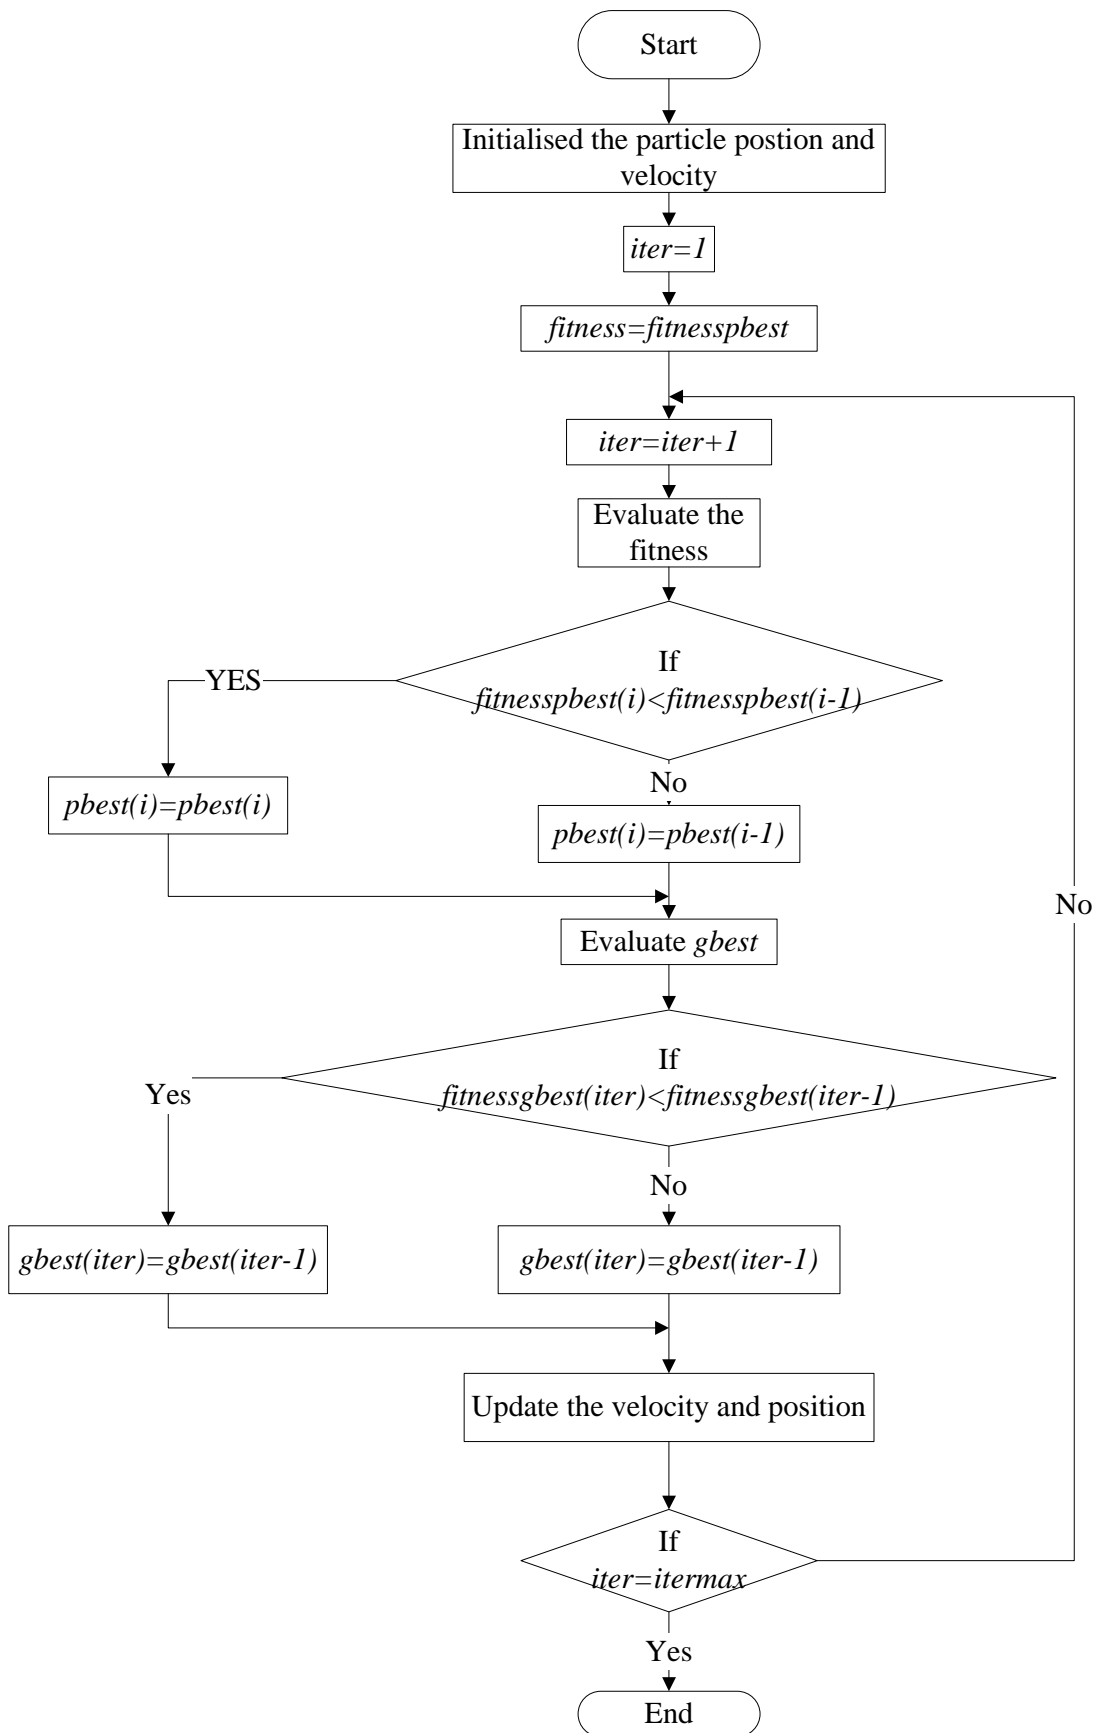 Start
Initialised the particle postion and
velocity
iter=1
fitness=fitnesspbest
iter=iter+1
Evaluate the
fitness
If
fitnesspbest(i)<fitnesspbest(i-1)
YES
No
pbest(i)=pbest(i)
pbest(i)=pbest(i-1)
No
Evaluate gbest
If
fitnessgbest(iter)<fitnessgbest(iter-1)
Yes
No
gbest(iter)=gbest(iter-1)
gbest(iter)=gbest(iter-1)
Update the velocity and position
If
iter=itermax
Yes
End